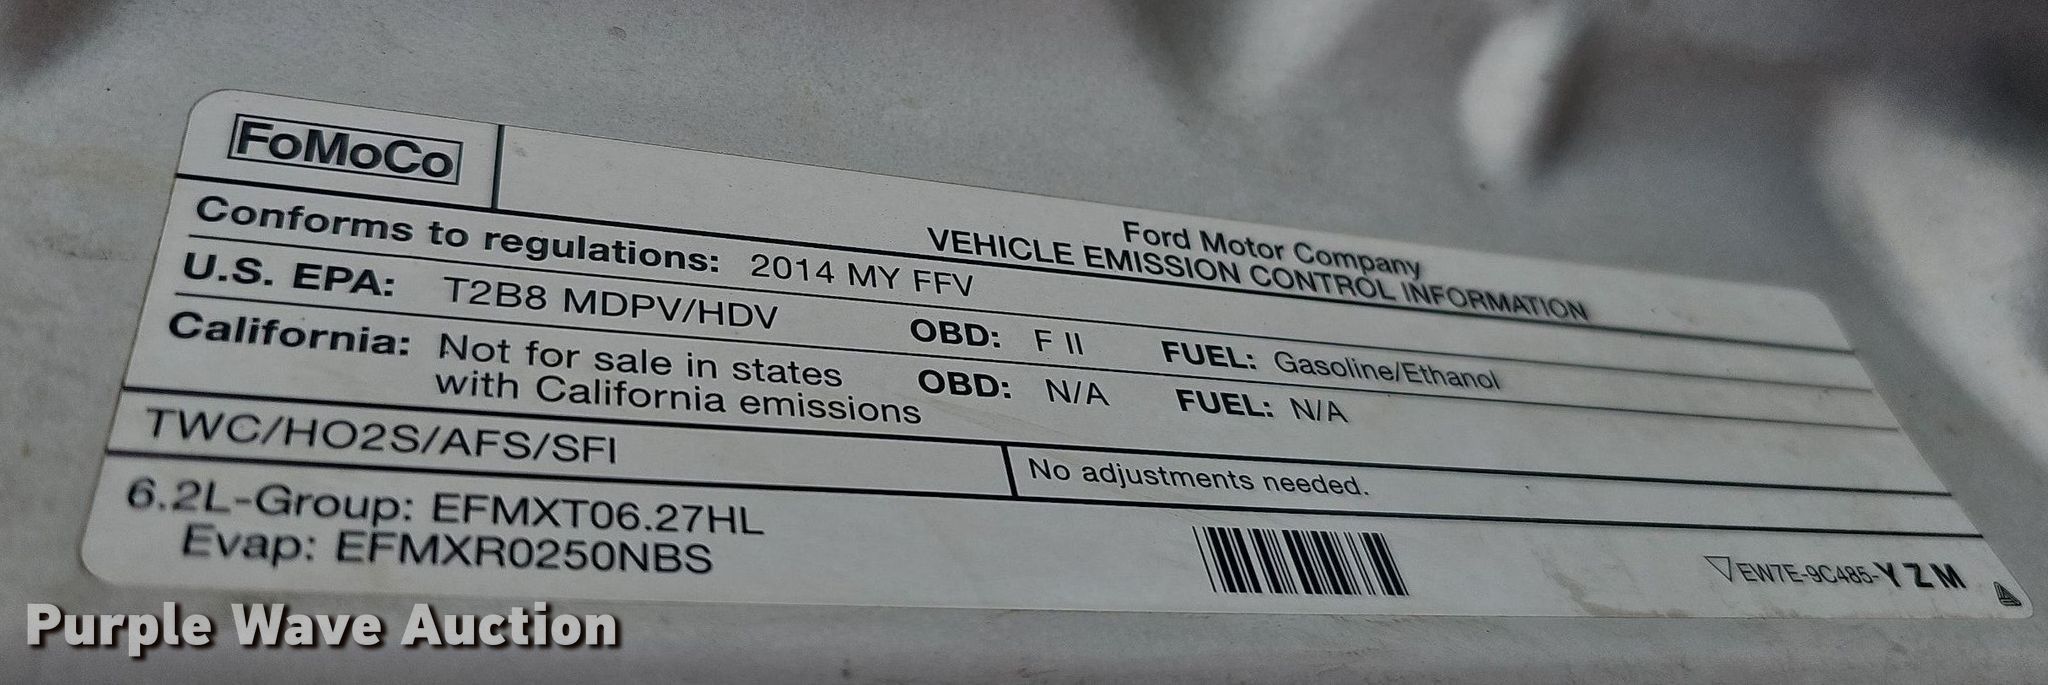 FoMoCo
Ford Motor Company
VEHICLE EMISSION CONTROL INFORMATION
Conforms to regulations: 2014 MY FFV
U.S. EPA: T2B8 MDPV/HDV OBD: F II FUEL: Gasoline/Ethanol
California: Not for sale in states OBD: N/A FUEL: N/A
with California emissions
TWC/HO2S/AFS/SFI
No adjustments needed.
6.2L-Group: EFMXT06.27HL
Evap: EFMXR0250NBS
EW7E-9C485-YZM
Purple Wave Auction